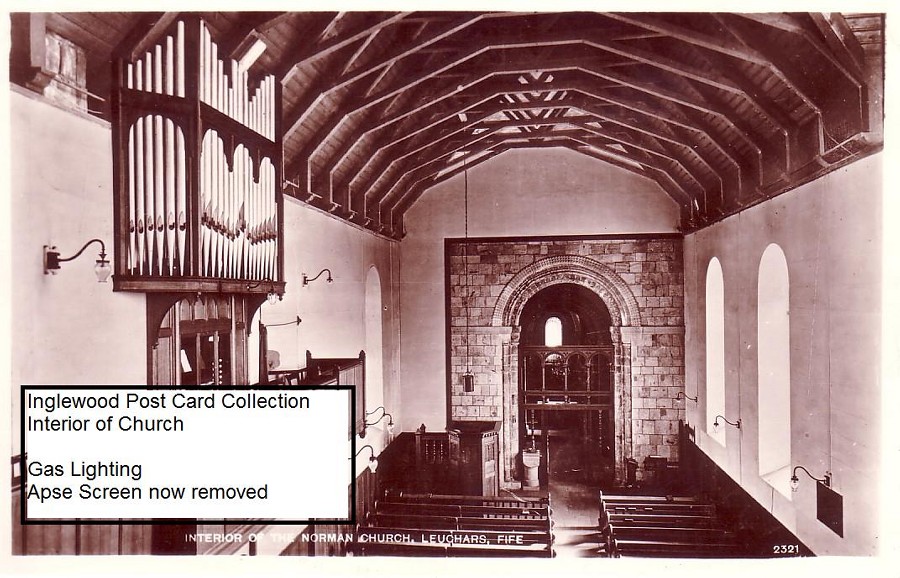 Inglewood Post Card Collection
Interior of Church
Gas Lighting
Apse Screen now removed
INTERIOR OF THE NORMAN CHURCH, LEUCHARS, FIFE
2321